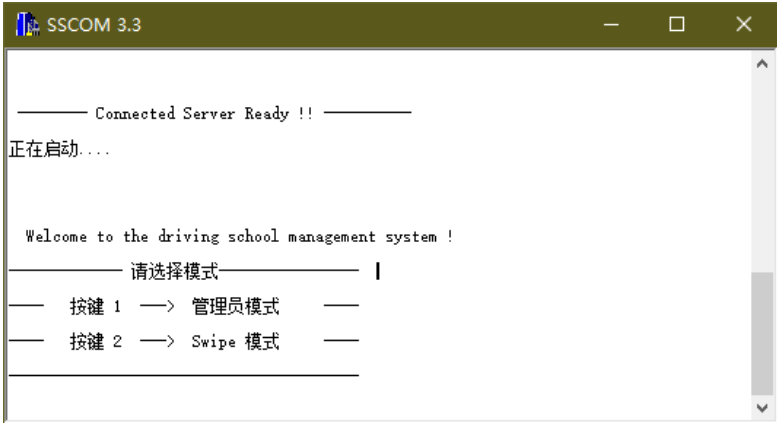 SSCOM 3.3
———— Connected Server Ready !! —————
正在启动....
Welcome to the driving school management system !
—————— 请选择模式————————
—— 按键 1 ——> 管理员模式 ——
—— 按键 2 ——> Swipe 模式 ——